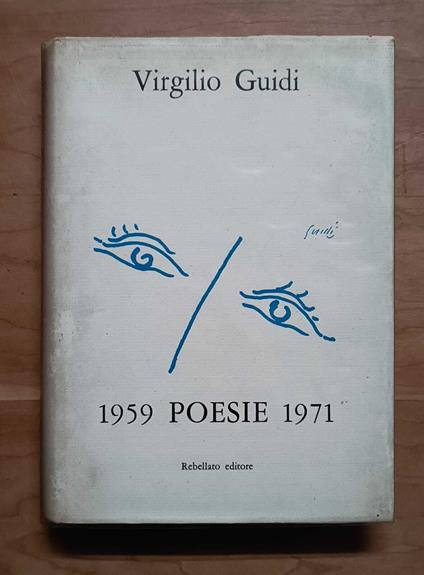 Virgilio Guidi
Guidi
1959 POESIE 1971
Rebellato editore